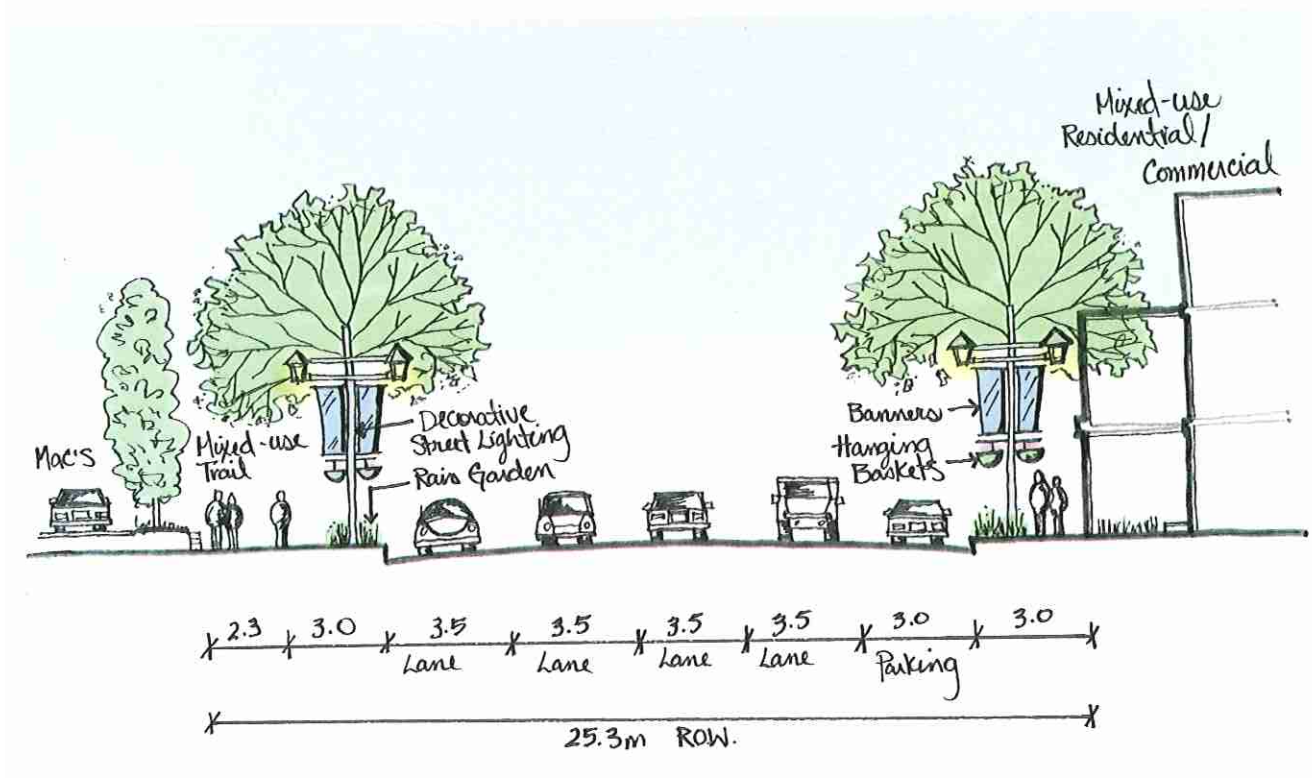 Mixed-use
Residential/
Commercial
Mac's
Mixed-use
Trail
Decorative
Street Lighting
Rain Garden
Banners
Hanging
Baskets
2.3 3.0 3.5 3.5 3.5 3.5 3.0 3.0
Lane Lane Lane Lane Parking
25.3m ROW.